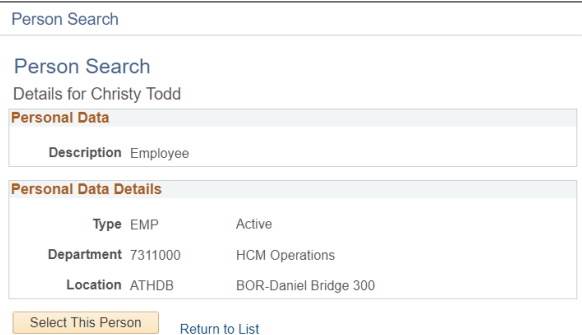 Person Search
Person Search
Details for Christy Todd
Personal Data
Description Employee
Personal Data Details
Type EMP Active
Department 7311000 HCM Operations
Location ATHDB BOR-Daniel Bridge 300
Select This Person Return to List